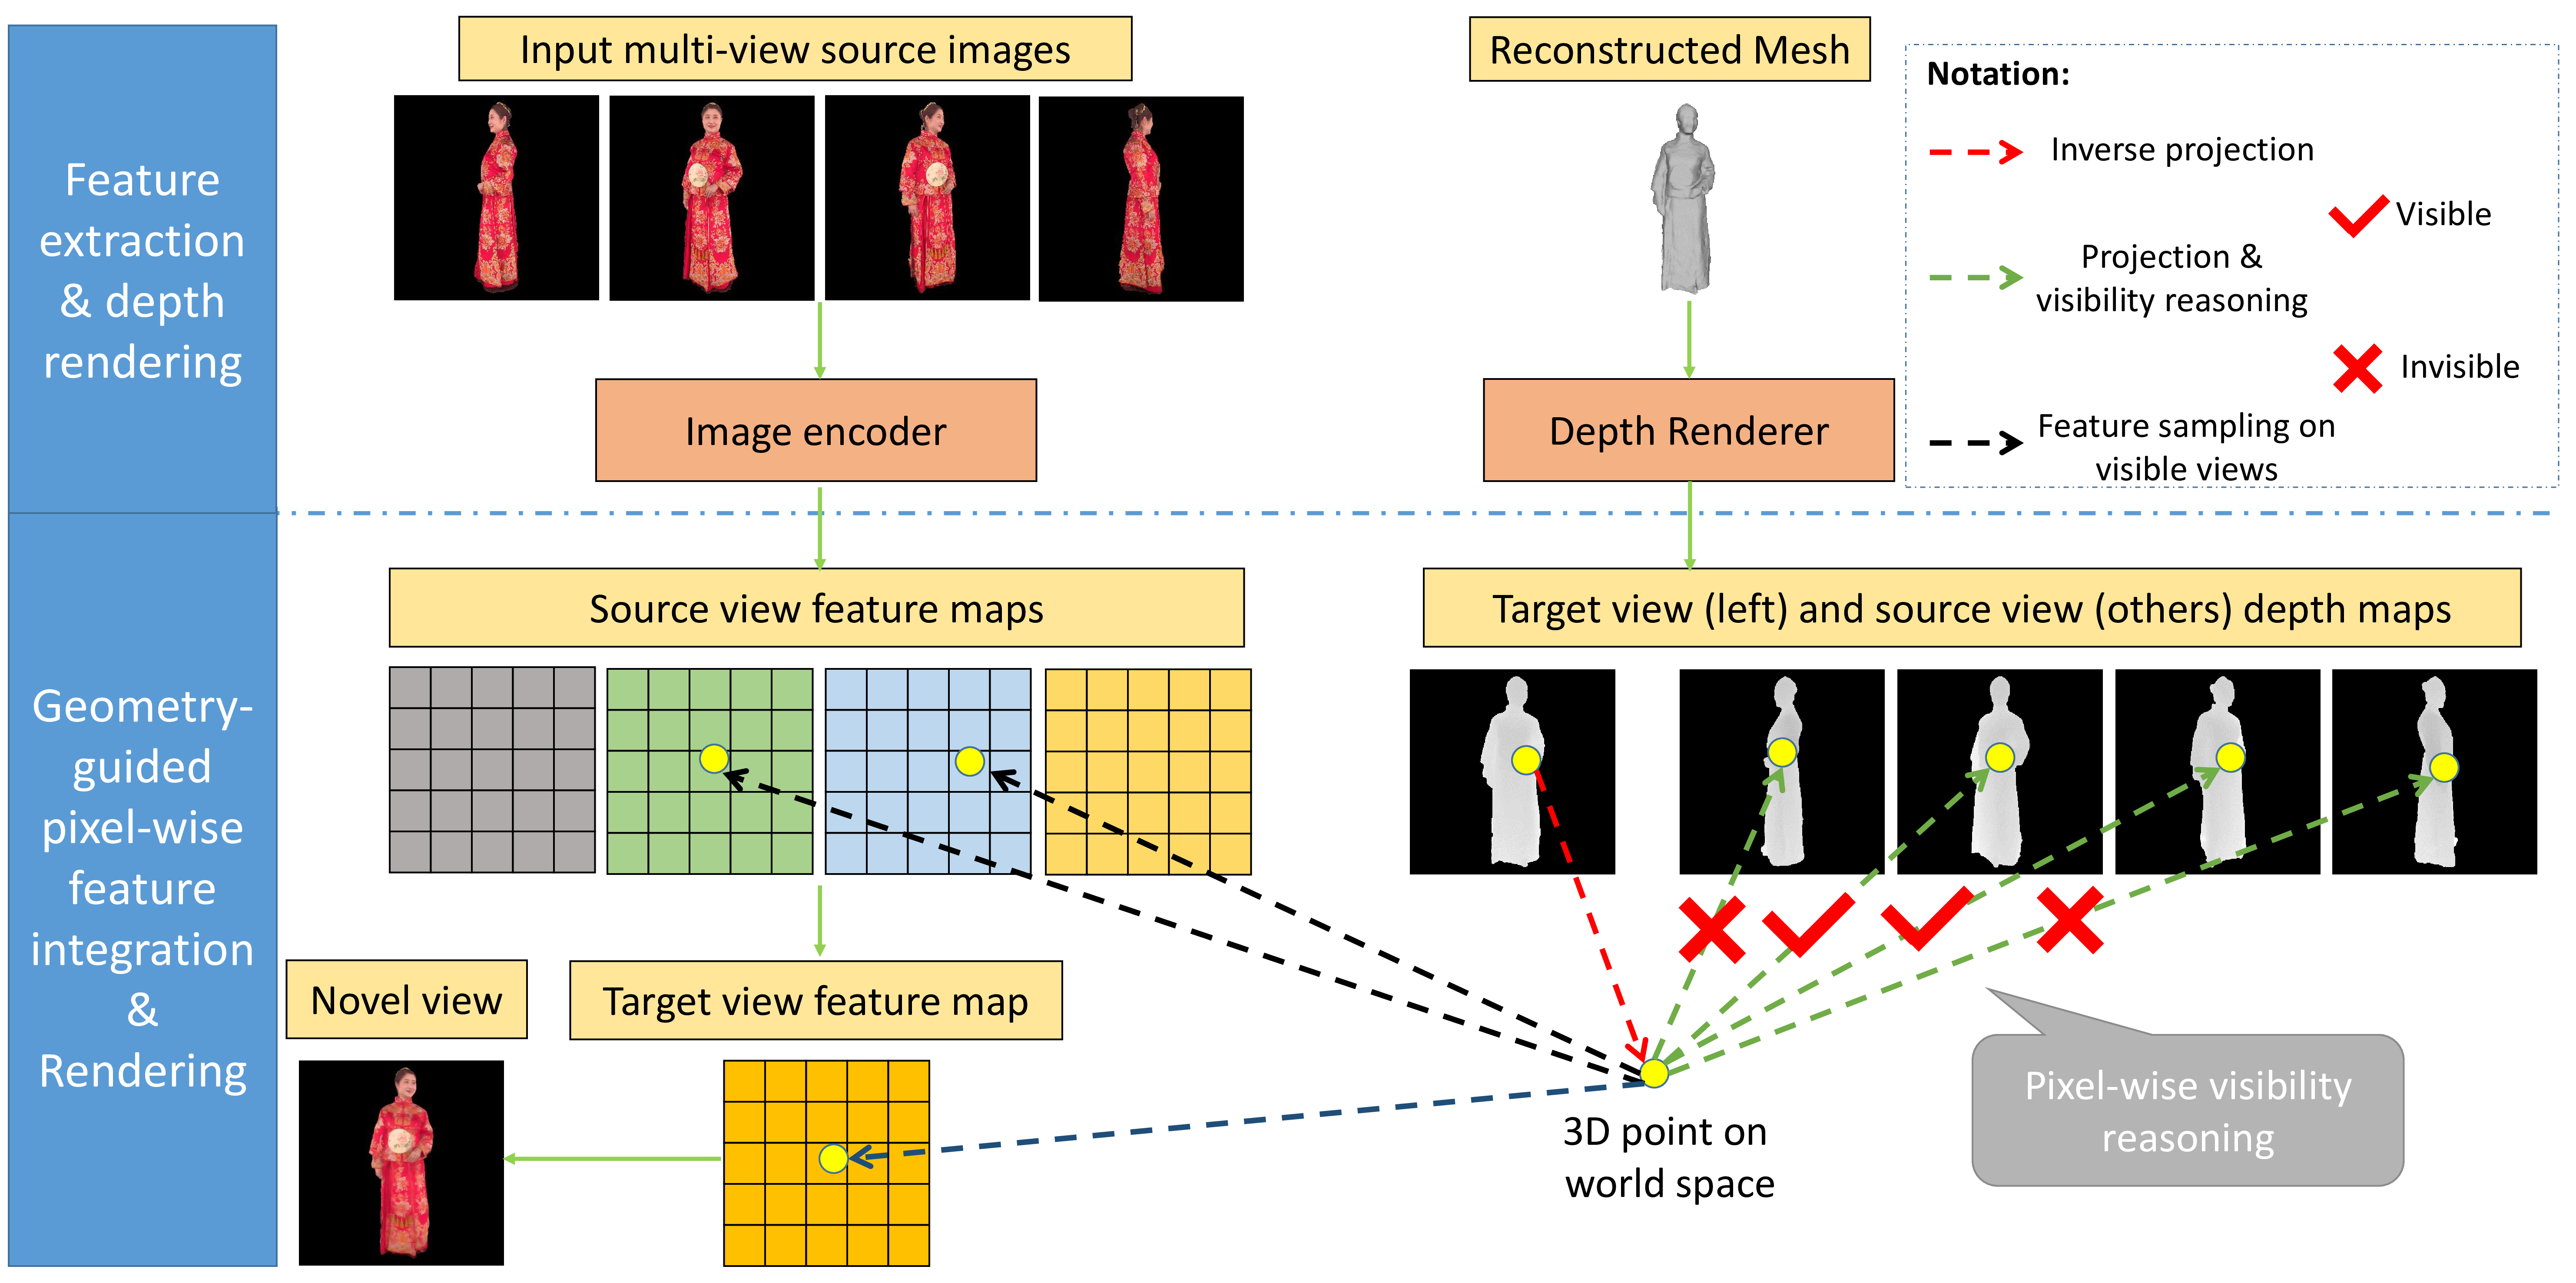 Feature
extraction
& depth
rendering
Input multi-view source images
Reconstructed Mesh
Notation:
Inverse projection
Visible
Projection &
visibility reasoning
Invisible
Feature sampling on
visible views
Image encoder
Depth Renderer
Geometry-
guided
pixel-wise
feature
integration
&
Rendering
Source view feature maps
Target view (left) and source view (others) depth maps
Novel view
Target view feature map
3D point on
world space
Pixel-wise visibility
reasoning